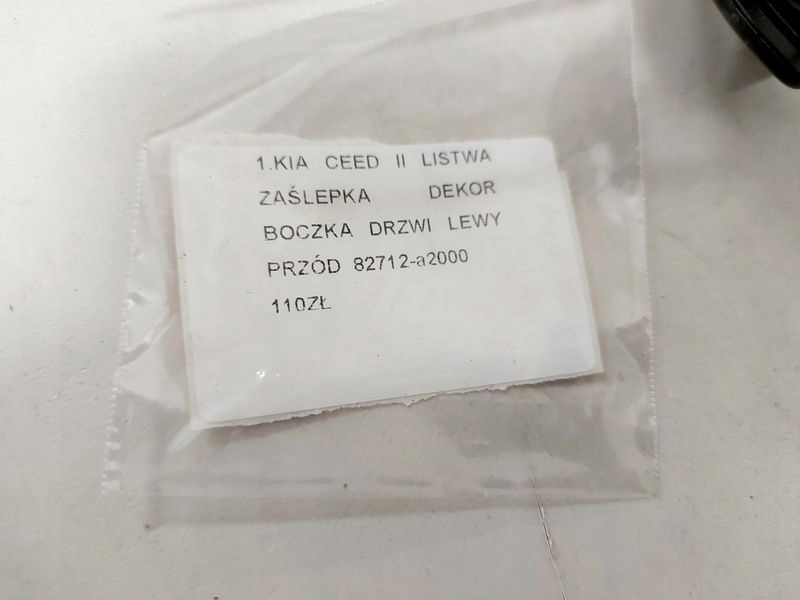 1.KIA CEED II LISTWA
ZAŚLEPKA DEKOR
BOCZKA DRZWI LEWY
PRZÓD 82712-a2000
110ZŁ